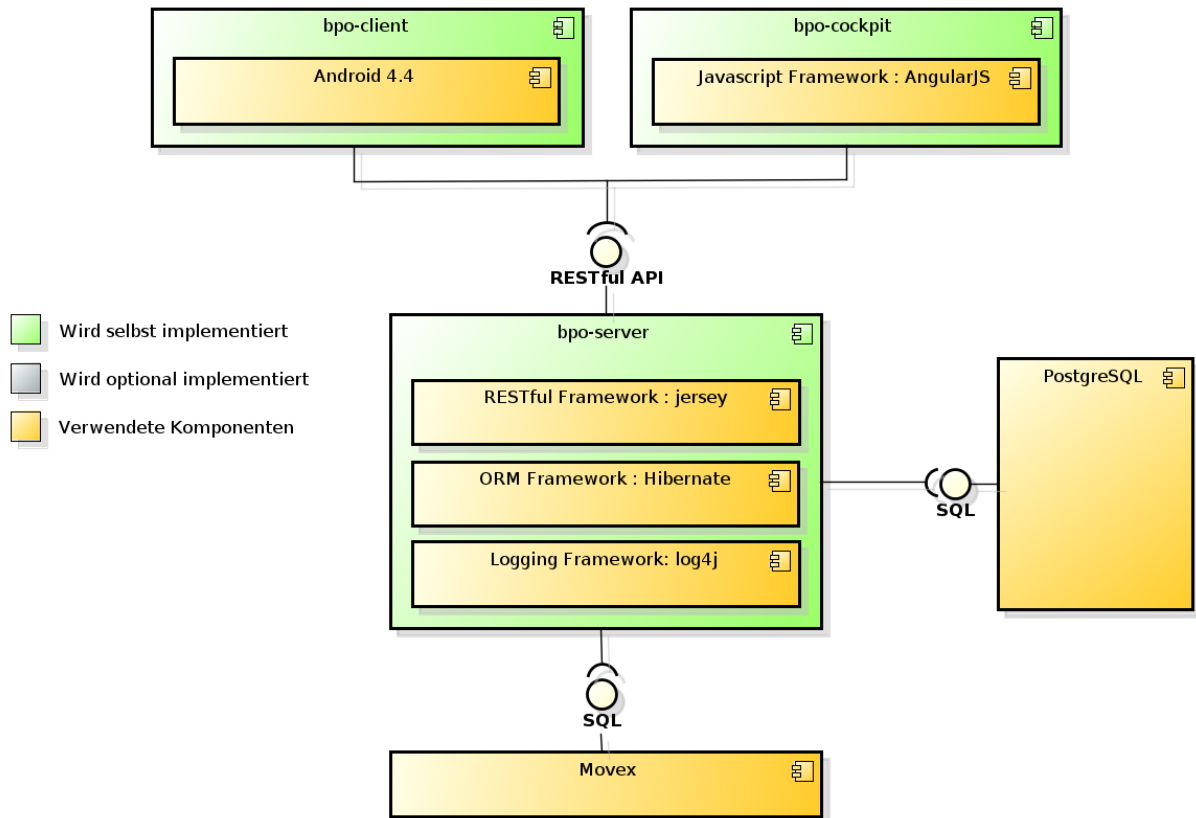 bpo-client
Android 4.4
bpo-cockpit
Javascript Framework : AngularJS
RESTful API
Wird selbst implementiert
Wird optional implementiert
Verwendete Komponenten
bpo-server
RESTful Framework : jersey
ORM Framework : Hibernate
Logging Framework: log4j
SQL
PostgreSQL
SQL
Movex